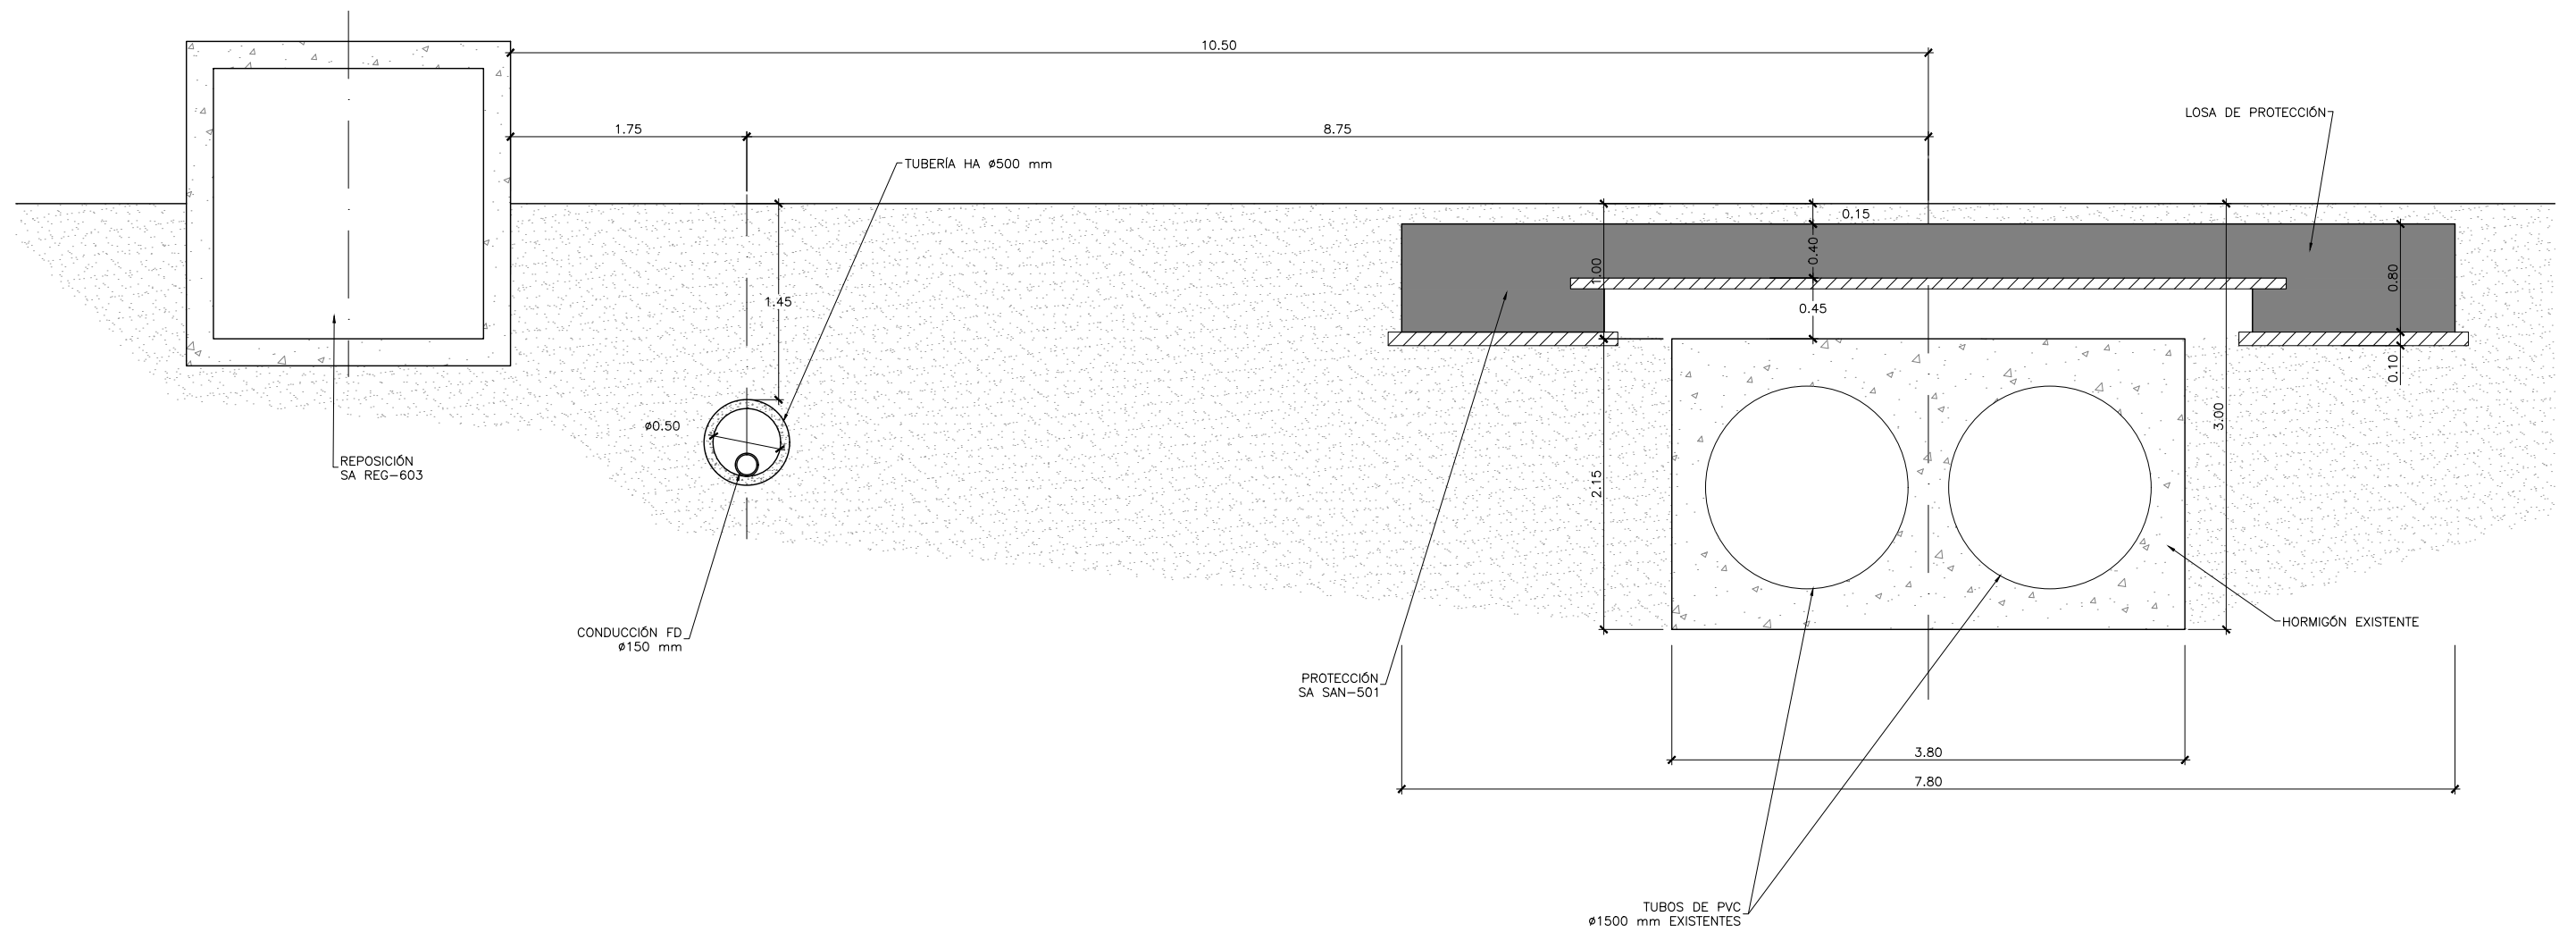 10.50
1.75
8.75
LOSA DE PROTECCIÓN
TUBERÍA HA ø500 mm
0.15
0.40
1.00
0.80
1.45
0.45
0.10
3.00
ø0.50
REPOSICIÓN
SA REG-603
2.15
CONDUCCIÓN FD
ø150 mm
HORMIGÓN EXISTENTE
PROTECCIÓN
SA SAN-501
3.80
7.80
TUBOS DE PVC
ø1500 mm EXISTENTES